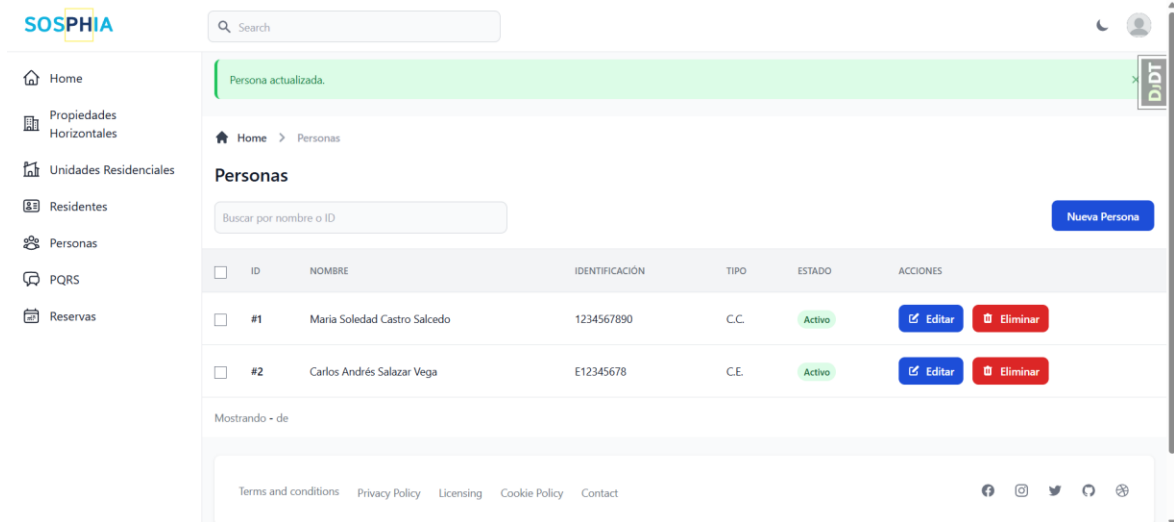 SOSPHIA
Search
Home
Propiedades
Horizontales
Unidades Residenciales
Residentes
Personas
PQRS
Reservas
Persona actualizada.
×
DJDT
Home > Personas
Personas
Buscar por nombre o ID
Nueva Persona
ID NOMBRE IDENTIFICACIÓN TIPO ESTADO ACCIONES
#1 Maria Soledad Castro Salcedo 1234567890 C.C. Activo Editar Eliminar
#2 Carlos Andrés Salazar Vega E12345678 C.E. Activo Editar Eliminar
Mostrando - de
Terms and conditions Privacy Policy Licensing Cookie Policy Contact